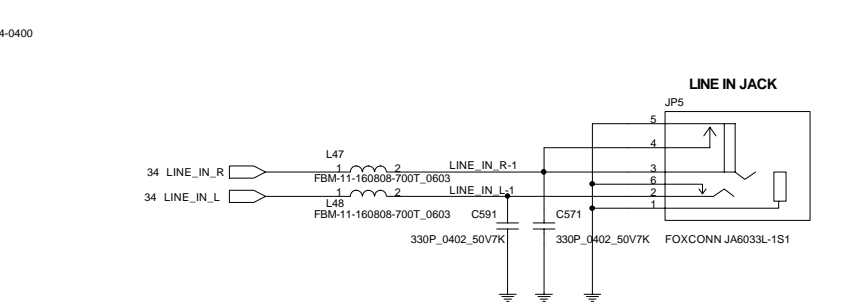 4-0400
LINE IN JACK
JP5
5
4
L47
34 LINE_IN_R
1 2
LINE_IN_R-1
3
FBM-11-160808-700T_0603
6
34 LINE_IN_L
1 2
LINE_IN_L-1
2
L48
1
FBM-11-160808-700T_0603
C591
C571
330P_0402_50V7K
330P_0402_50V7K
FOXCONN JA6033L-1S1